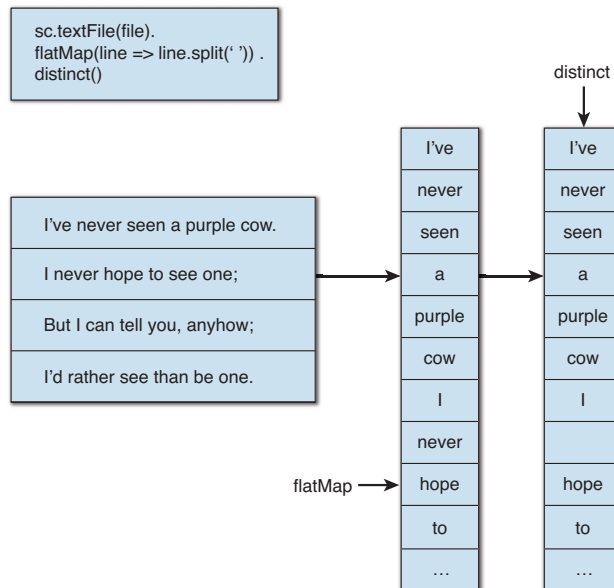 sc.textFile(file).
flatMap(line => line.split(‘ ’)) .
distinct()
I've never seen a purple cow.
I never hope to see one;
But I can tell you, anyhow;
I'd rather see than be one.
flatMap
I've
never
seen
a
purple
cow
I
never
hope
to
...
distinct
I've
never
seen
a
purple
cow
I
hope
to
...